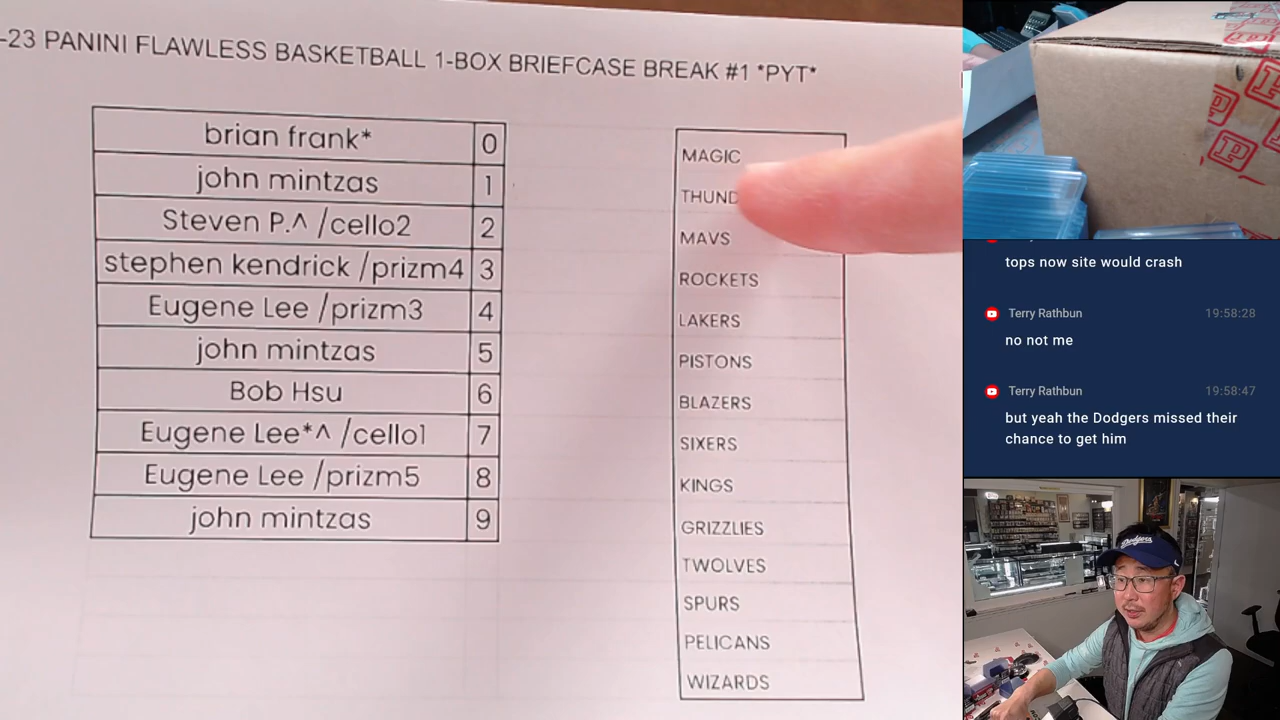 -23 PANINI FLAWLESS BASKETBALL 1-BOX BRIEFCASE BREAK #1 *PYT*
brian frank* 0
john mintzas 1
Steven P.^ /cello2 2
stephen kendrick /prizm4 3
Eugene Lee /prizm3 4
john mintzas 5
Bob Hsu 6
Eugene Lee*^ /cello1 7
Eugene Lee /prizm5 8
john mintzas 9
MAGIC
THUND
MAVS
ROCKETS
LAKERS
PISTONS
BLAZERS
SIXERS
KINGS
GRIZZLIES
TWOLVES
SPURS
PELICANS
WIZARDS
tops now site would crash
Terry Rathbun 19:58:28
no not me
Terry Rathbun 19:58:47
but yeah the Dodgers missed their
chance to get him
Dodgers